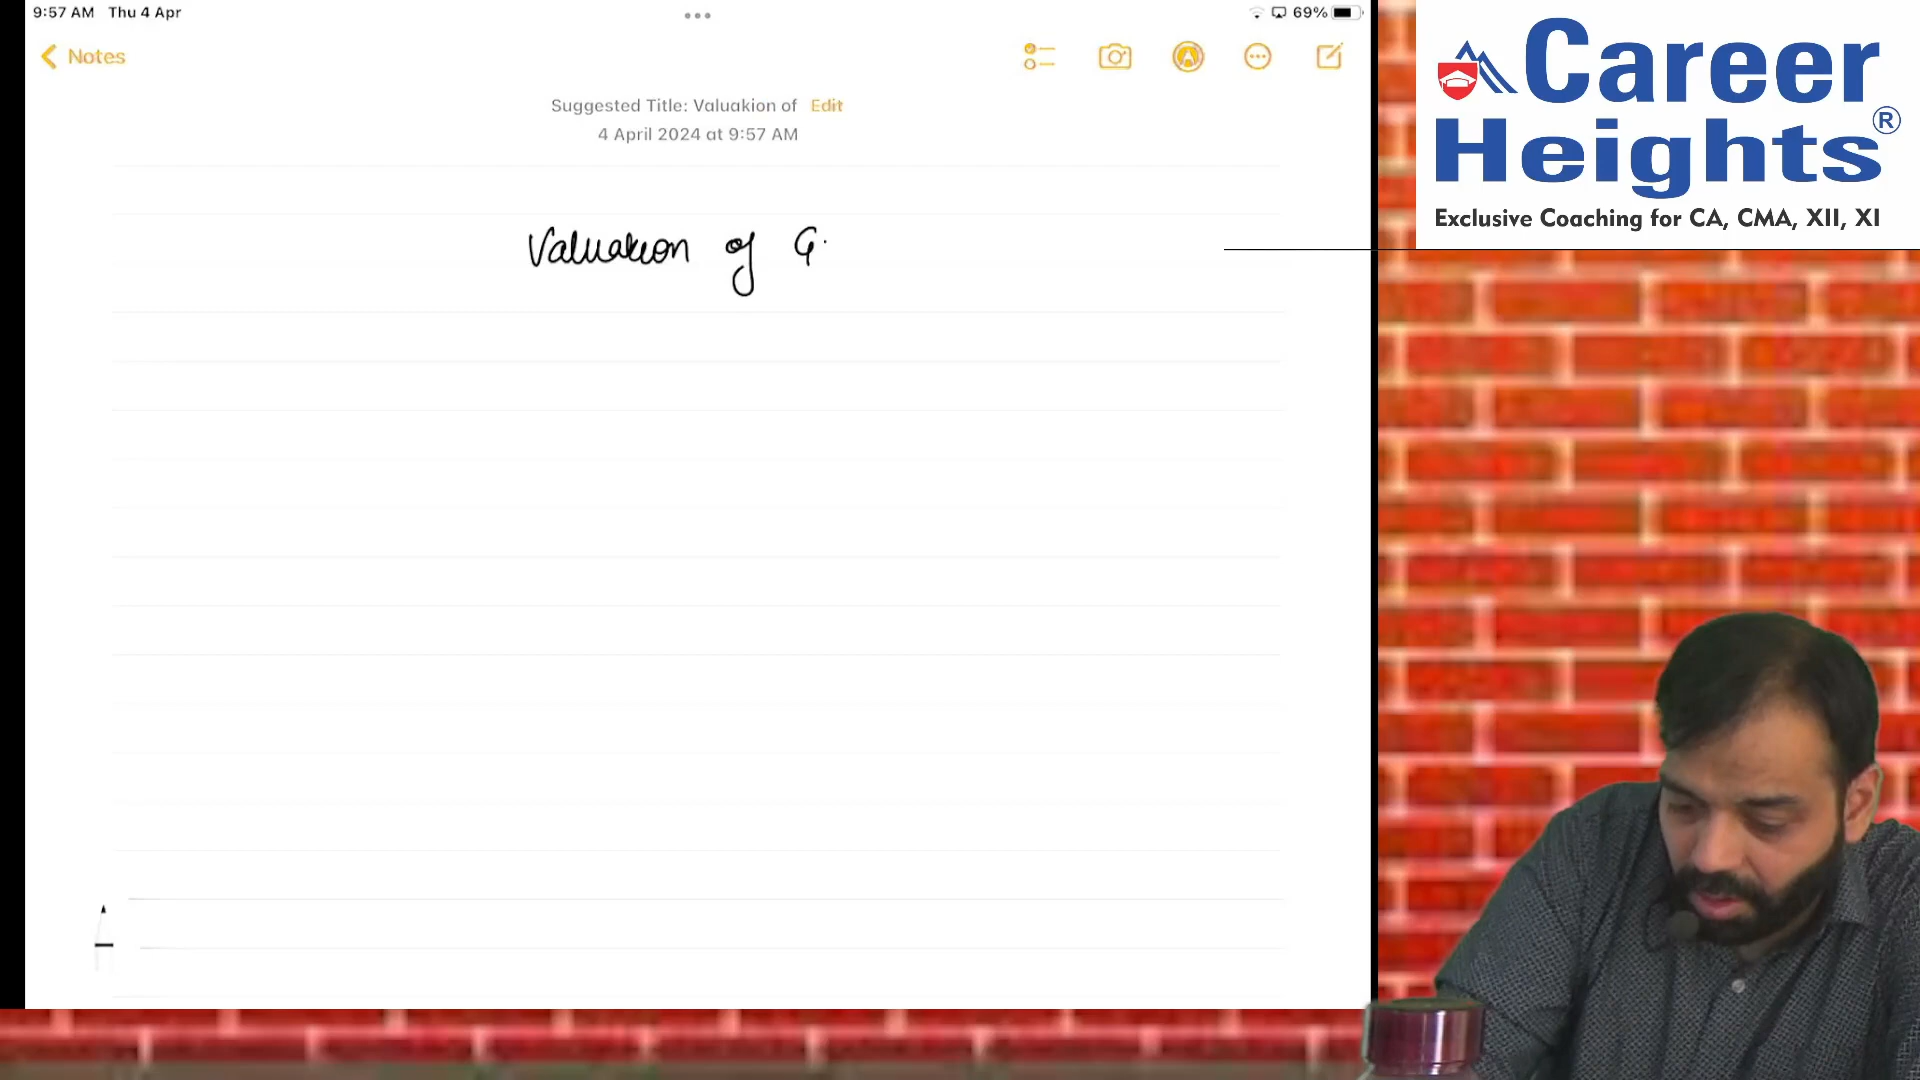 9:57 AM Thu 4 Apr
69%
Notes
Suggested Title: Valuakion of Edit
4 April 2024 at 9:57 AM
Valuation of G
Career
Heights®
Exclusive Coaching for CA, CMA, XII, XI